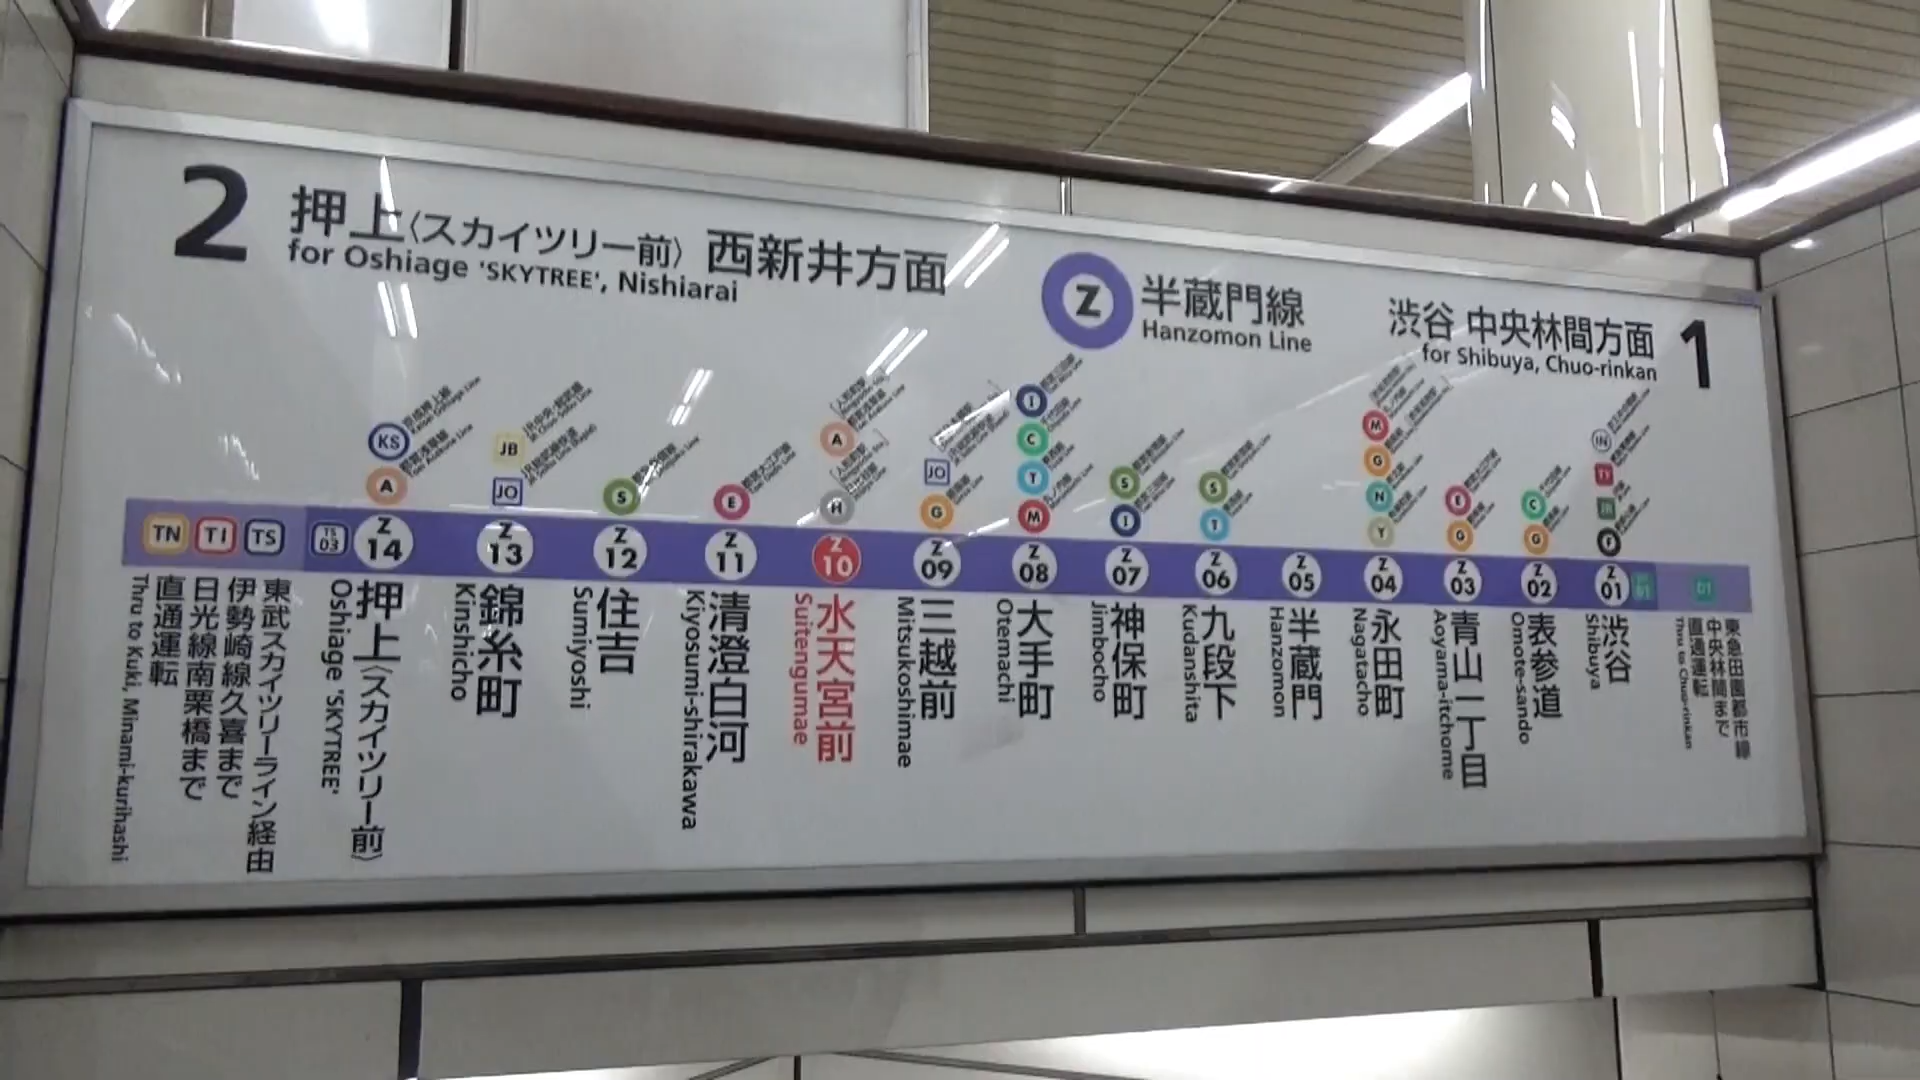 2
押上〈スカイツリー前〉 西新井方面
for Oshiage 'SKYTREE', Nishiarai
Z
半蔵門線
Hanzomon Line
渋谷 中央林間方面
for Shibuya, Chuo-rinkan
1
KS
A
JB
JO
S
E
A
H
JO
G
I
C
T
M
S
I
S
T
M
G
N
Y
E
G
C
G
IN
TY
JR
F
TN
TI
TS
TS 03
Z 14
Z 13
Z 12
Z 11
Z 10
Z 09
Z 08
Z 07
Z 06
Z 05
Z 04
Z 03
Z 02
Z 01
東武スカイツリーライン経由
伊勢崎線久喜まで
日光線南栗橋まで
直通運転
Thru to Kuki, Minami-kurihashi
押上〈スカイツリー前〉
Oshiage 'SKYTREE'
錦糸町
Kinshicho
住吉
Sumiyoshi
清澄白河
Kiyosumi-shirakawa
水天宮前
Suitengumae
三越前
Mitsukoshimae
大手町
Otemachi
神保町
Jimbocho
九段下
Kudanshita
半蔵門
Hanzomon
永田町
Nagatacho
青山一丁目
Aoyama-itchome
表参道
Omote-sando
渋谷
Shibuya
東急田園都市線
中央林間まで
直通運転
Thru to Chuo-rinkan